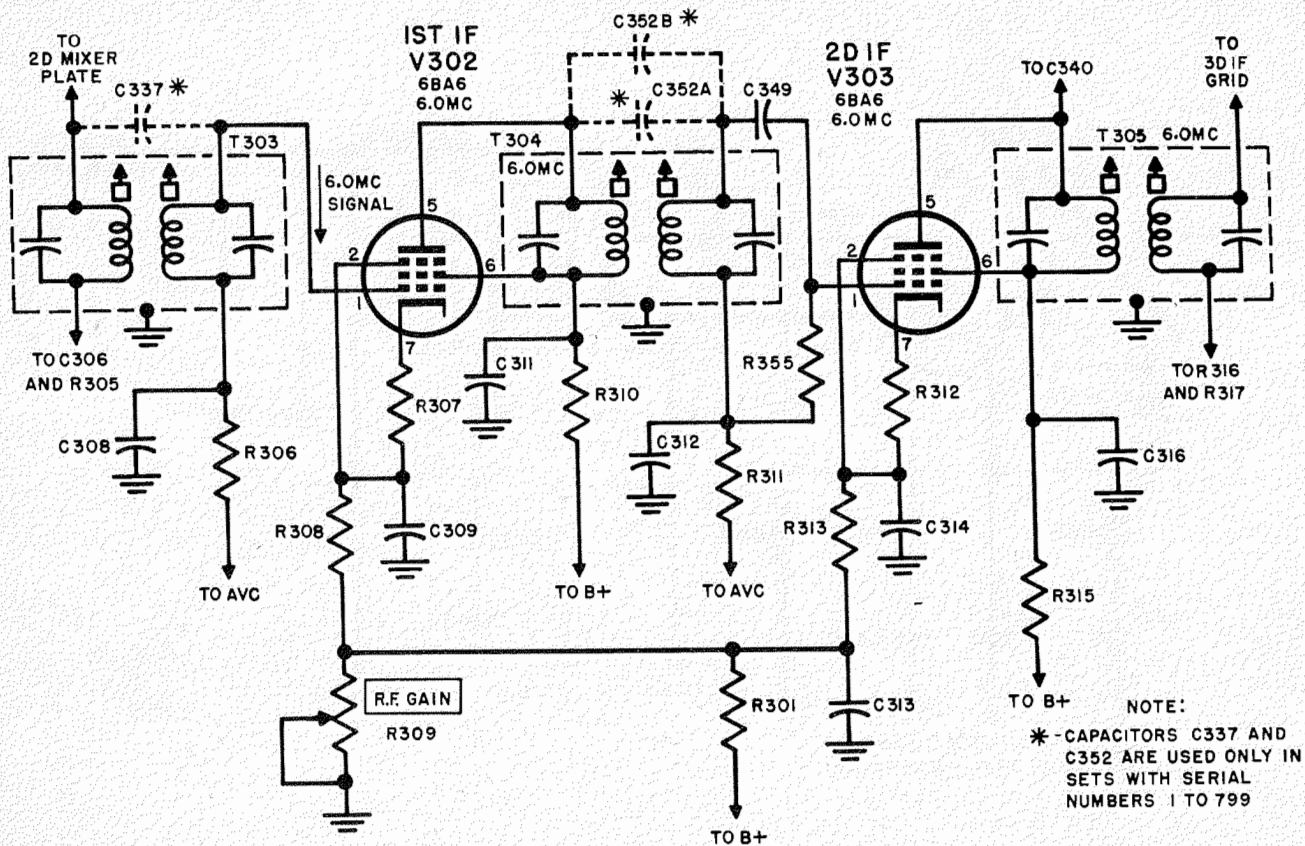 TO
2D MIXER
PLATE
C337 *
T303
TO C306
AND R305
C308
R306
TO AVC
6.0MC
SIGNAL
1ST IF
V302
6BA6
6.0MC
5
2
6
1
7
R307
R308
C309
R.F. GAIN
R309
C352B *
* C352A
C349
T304
6.0MC
C311
R310
TO B+
C312
R311
TO AVC
R355
2D IF
V303
6BA6
6.0MC
5
2
6
1
7
R312
R313
C314
R301
TO B+
C313
TO C340
TO
3D IF
GRID
T305 6.0MC
TO R316
AND R317
C316
R315
TO B+
NOTE:
* - CAPACITORS C337 AND
C352 ARE USED ONLY IN
SETS WITH SERIAL
NUMBERS 1 TO 799